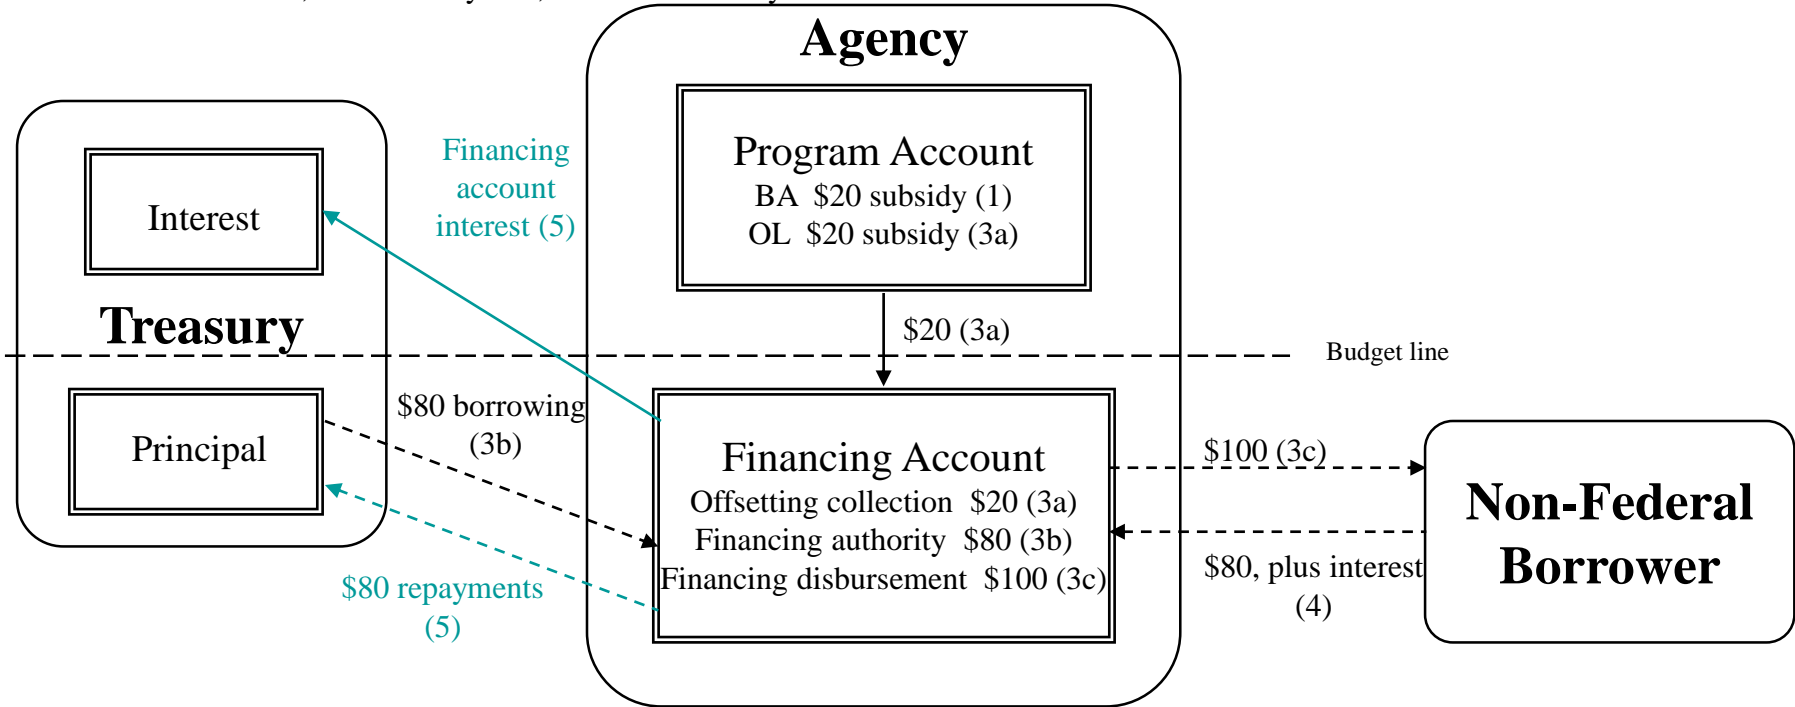 Agency
Program Account
BA $20 subsidy (1)
OL $20 subsidy (3a)
Financing
account
interest (5)
Interest
Treasury
$20 (3a)
Budget line
Principal
$80 borrowing
(3b)
Financing Account
Offsetting collection $20 (3a)
Financing authority $80 (3b)
Financing disbursement $100 (3c)
$80 repayments
(5)
$100 (3c)
$80, plus interest
(4)
Non-Federal
Borrower